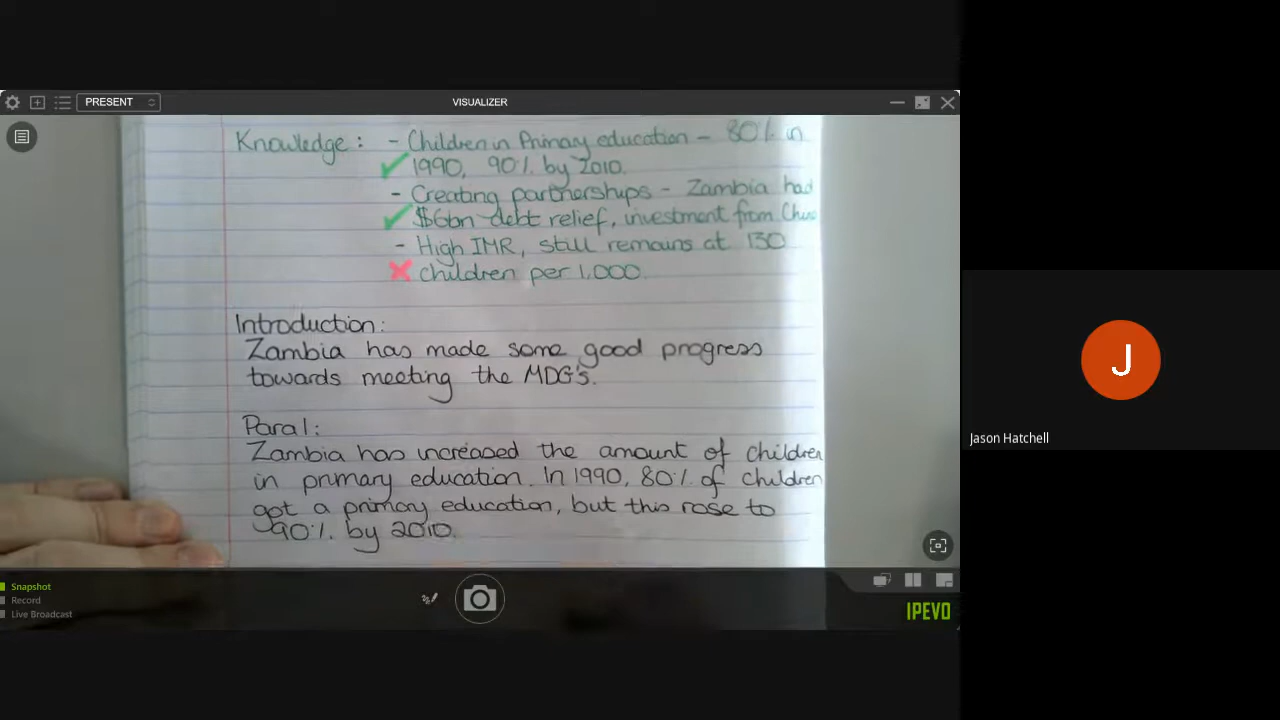 PRESENT
VISUALIZER
Knowledge: - Children in Primary education - 80% in
1990, 90% by 2010.
- Creating partnerships - Zambia had
$6bn debt relief, investment from
- High IMR, still remains at 130
children per 1,000.
Introduction:
Zambia has made some good progress
towards meeting the MDG's.
Para1:
Zambia has increased the amount of children
in primary education. In 1990, 80% of children
got a primary education, but this rose to
90% by 2010.
Snapshot
Record
Live Broadcast
IPEVO
J
Jason Hatchell